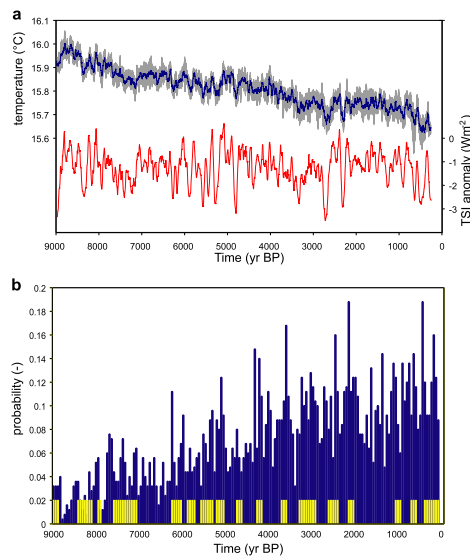 a
temperature (°C)
16.1
16.0
15.9
15.8
15.7
15.6
0
-1
-2
-3
TSI anomaly (Wm⁻²)
9000 8000 7000 6000 5000 4000 3000 2000 1000 0
Time (yr BP)
b
probability (-)
0.2
0.18
0.16
0.14
0.12
0.1
0.08
0.06
0.04
0.02
0
9000 8000 7000 6000 5000 4000 3000 2000 1000 0
Time (yr BP)